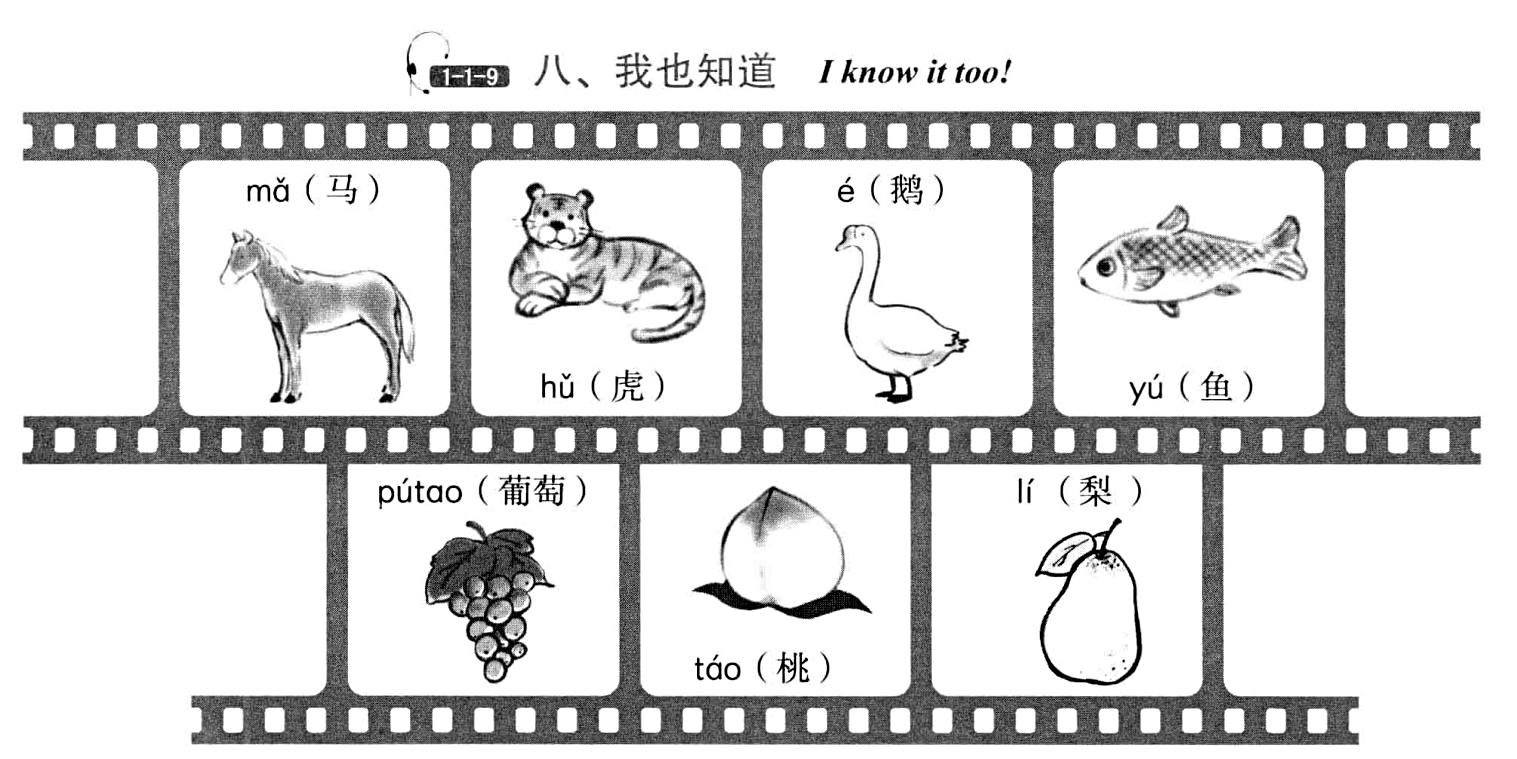 1-1-9 八、我也知道 I know it too!
mǎ（马）
hǔ（虎）
é（鹅）
yú（鱼）
pútao（葡萄）
táo（桃）
lí（梨）